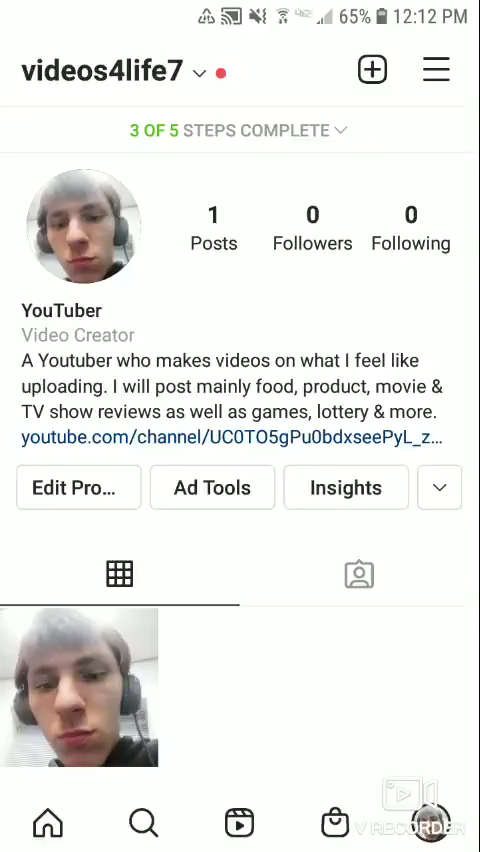 65% 12:12 PM
videos4life7
3 OF 5 STEPS COMPLETE
1 0 0
Posts Followers Following
YouTuber
Video Creator
A Youtuber who makes videos on what I feel like
uploading. I will post mainly food, product, movie &
TV show reviews as well as games, lottery & more.
youtube.com/channel/UC0TO5gPu0bdxseePyL_z...
Edit Pro... Ad Tools Insights
V RECORDER